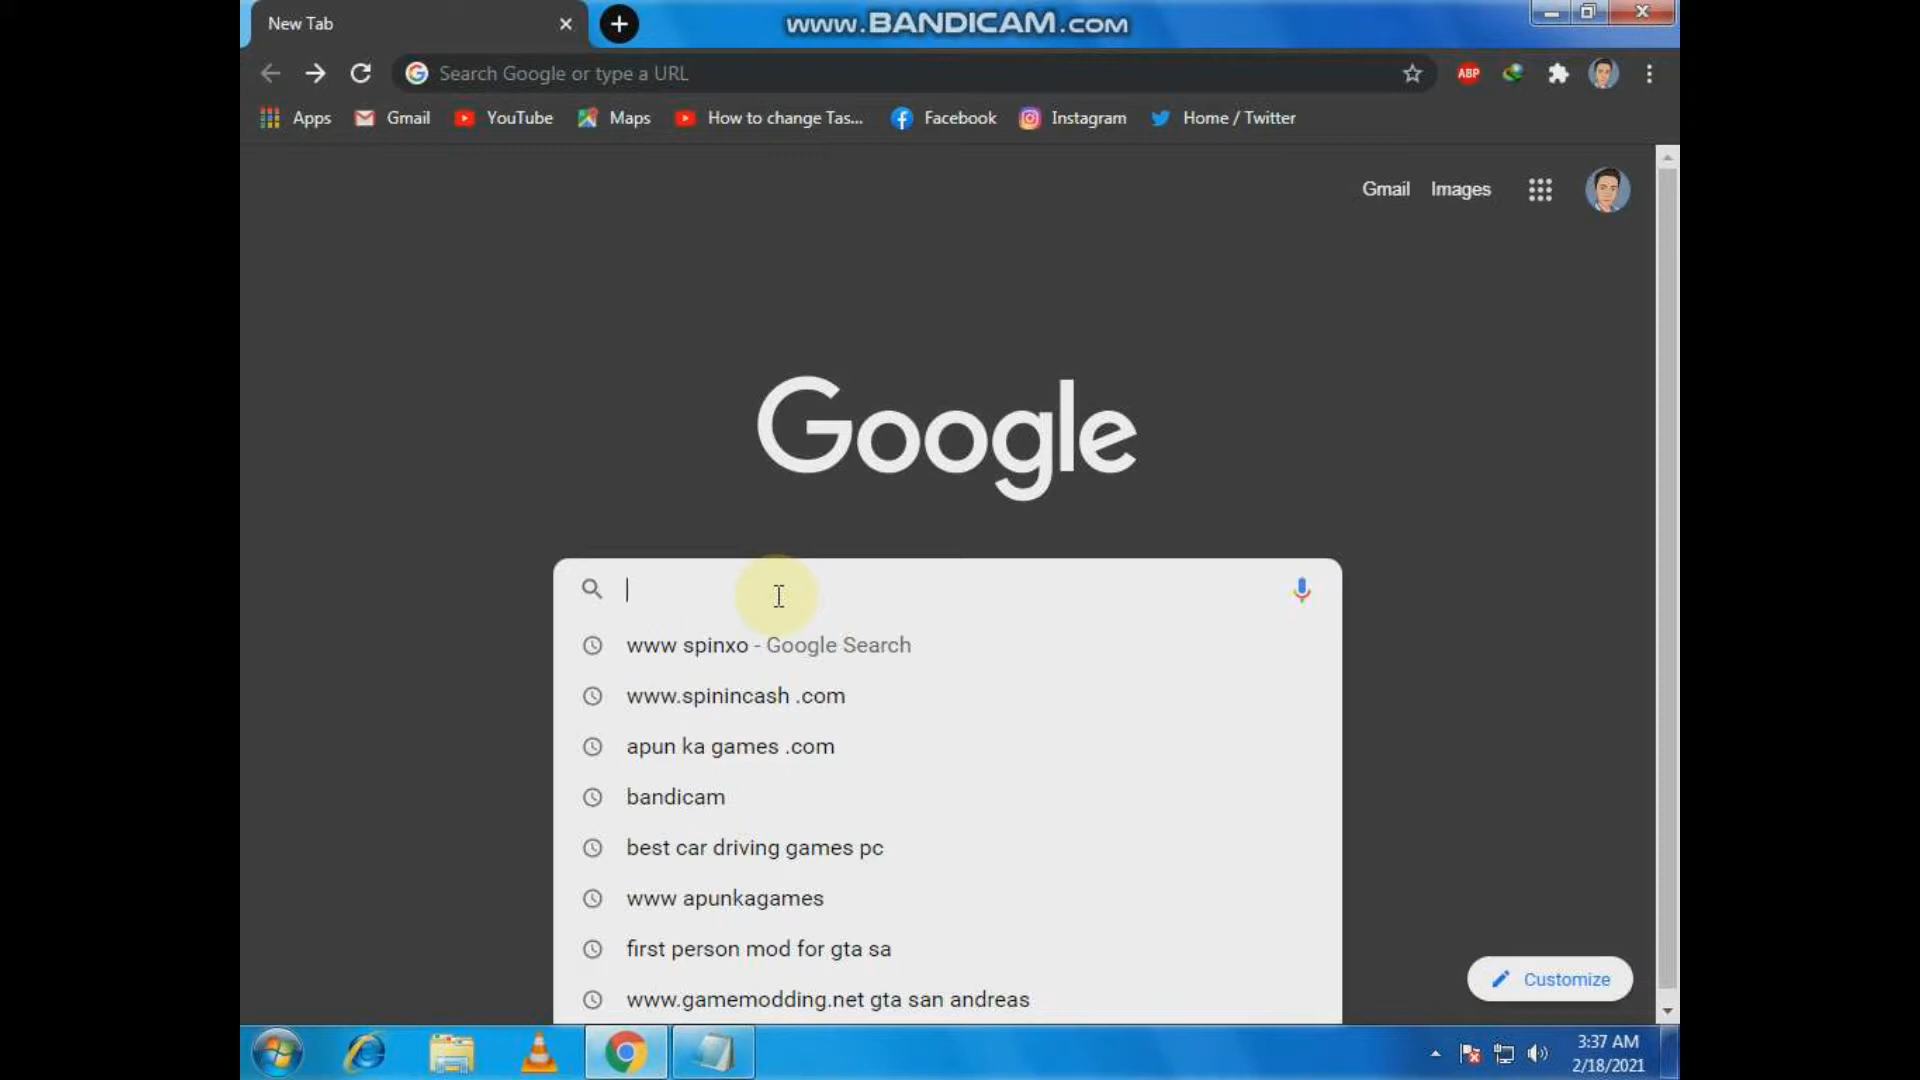 New Tab
www.BANDICAM.com
Search Google or type a URL
ABP
Apps Gmail YouTube Maps How to change Tas... Facebook Instagram Home / Twitter
Gmail Images
Google
www spinxo - Google Search
www.spinincash .com
apun ka games .com
bandicam
best car driving games pc
www apunkagames
first person mod for gta sa
www.gamemodding.net gta san andreas
Customize
3:37 AM
2/18/2021